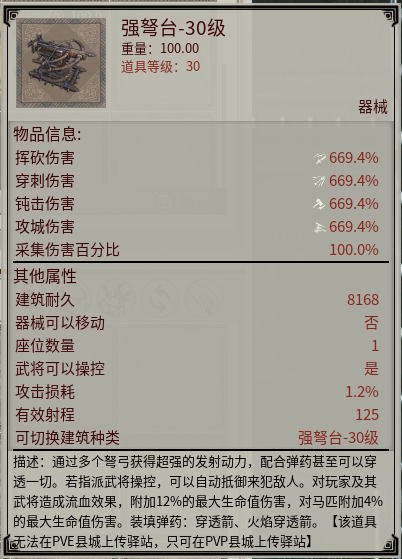 强弩台-30级
重量：100.00
道具等级：30
器械
物品信息:
挥砍伤害 669.4%
穿刺伤害 669.4%
钝击伤害 669.4%
攻城伤害 669.4%
采集伤害百分比 100.0%
其他属性
建筑耐久 8168
器械可以移动 否
座位数量 1
武将可以操控 是
攻击损耗 1.2%
有效射程 125
可切换建筑种类 强弩台-30级
描述：通过多个弩弓获得超强的发射动力，配合弹药甚至可以穿
透一切。若指派武将操控，可以自动抵御来犯敌人。对玩家及其
武将造成流血效果，附加12%的最大生命值伤害，对马匹附加4%
的最大生命值伤害。装填弹药：穿透箭、火焰穿透箭。【该道具
无法在PVE县城上传驿站，只可在PVP县城上传驿站】